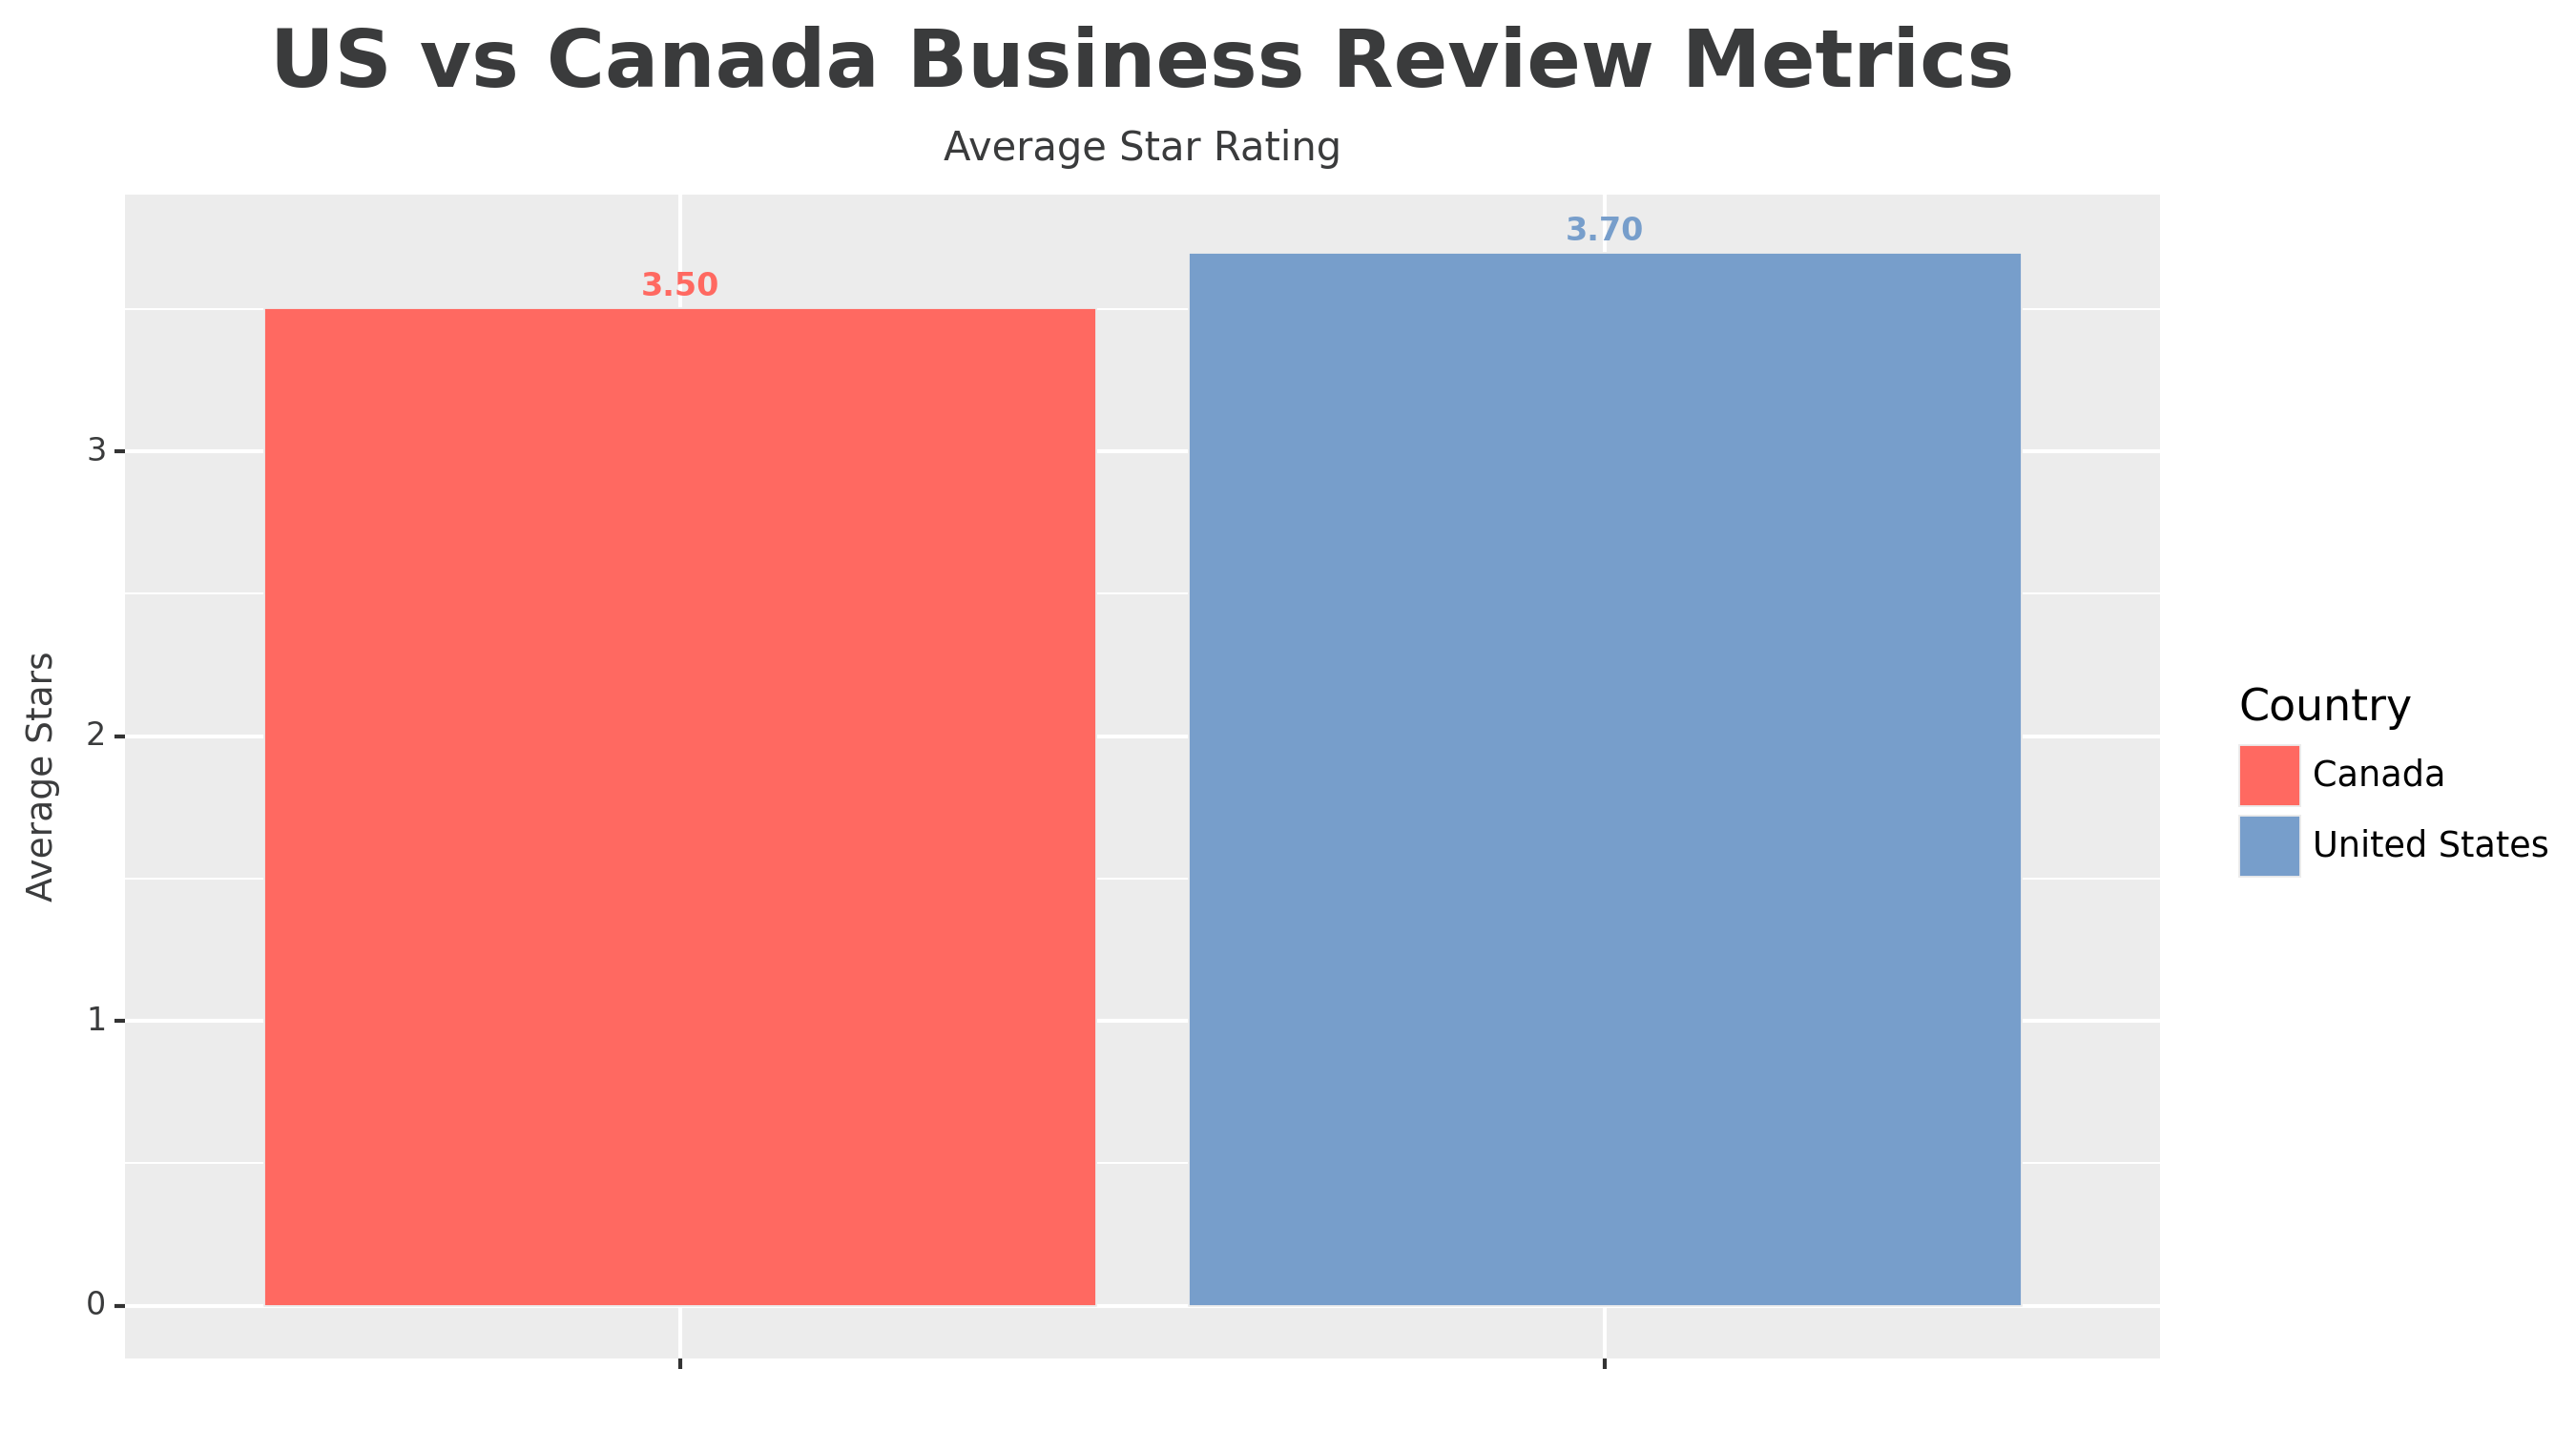 US vs Canada Business Review Metrics
Average Star Rating
3.50
3.70
3
2
1
0
Average Stars
Country
Canada
United States